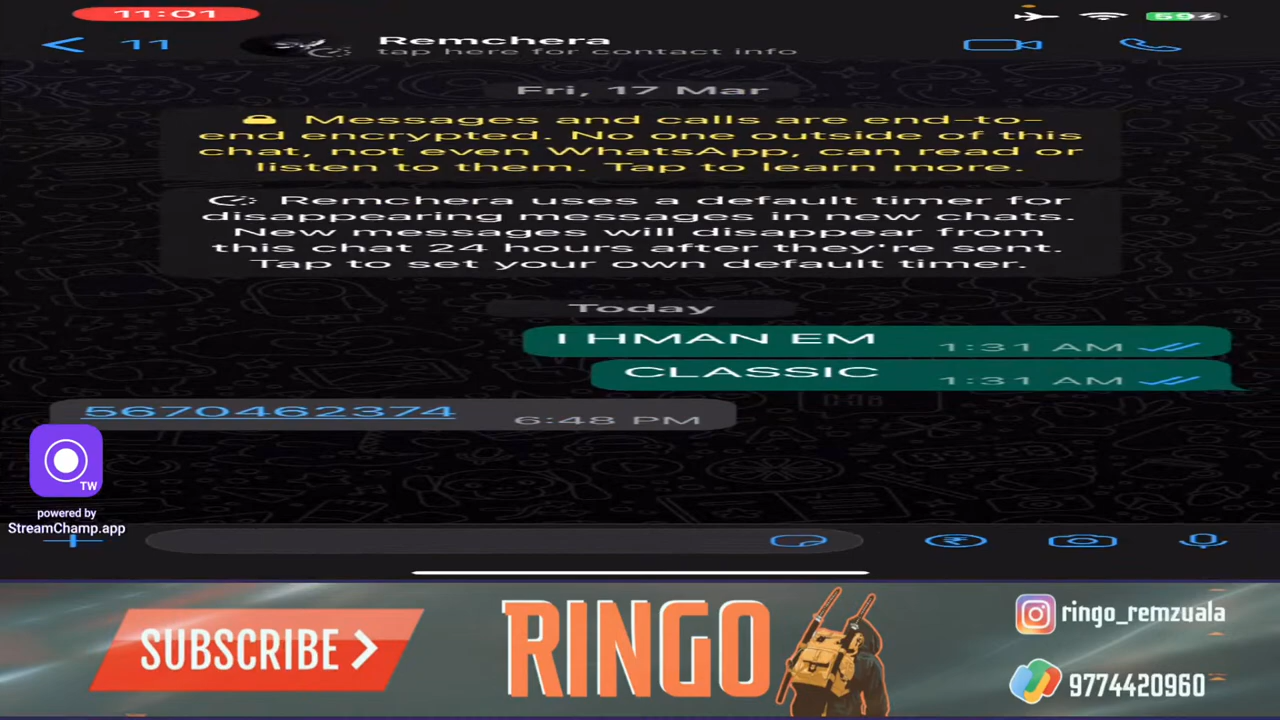 11:01
59
11
Remchera
tap here for contact info
Fri, 17 Mar
Messages and calls are end-to-
end encrypted. No one outside of this
chat, not even WhatsApp, can read or
listen to them. Tap to learn more.
Remchera uses a default timer for
disappearing messages in new chats.
New messages will disappear from
this chat 24 hours after they're sent.
Tap to set your own default timer.
Today
I HMAN EM 1:31 AM
CLASSIC 1:31 AM
5670462374 6:48 PM
TW
powered by
StreamChamp.app
SUBSCRIBE
RINGO
ringo_remzuala
9774420960